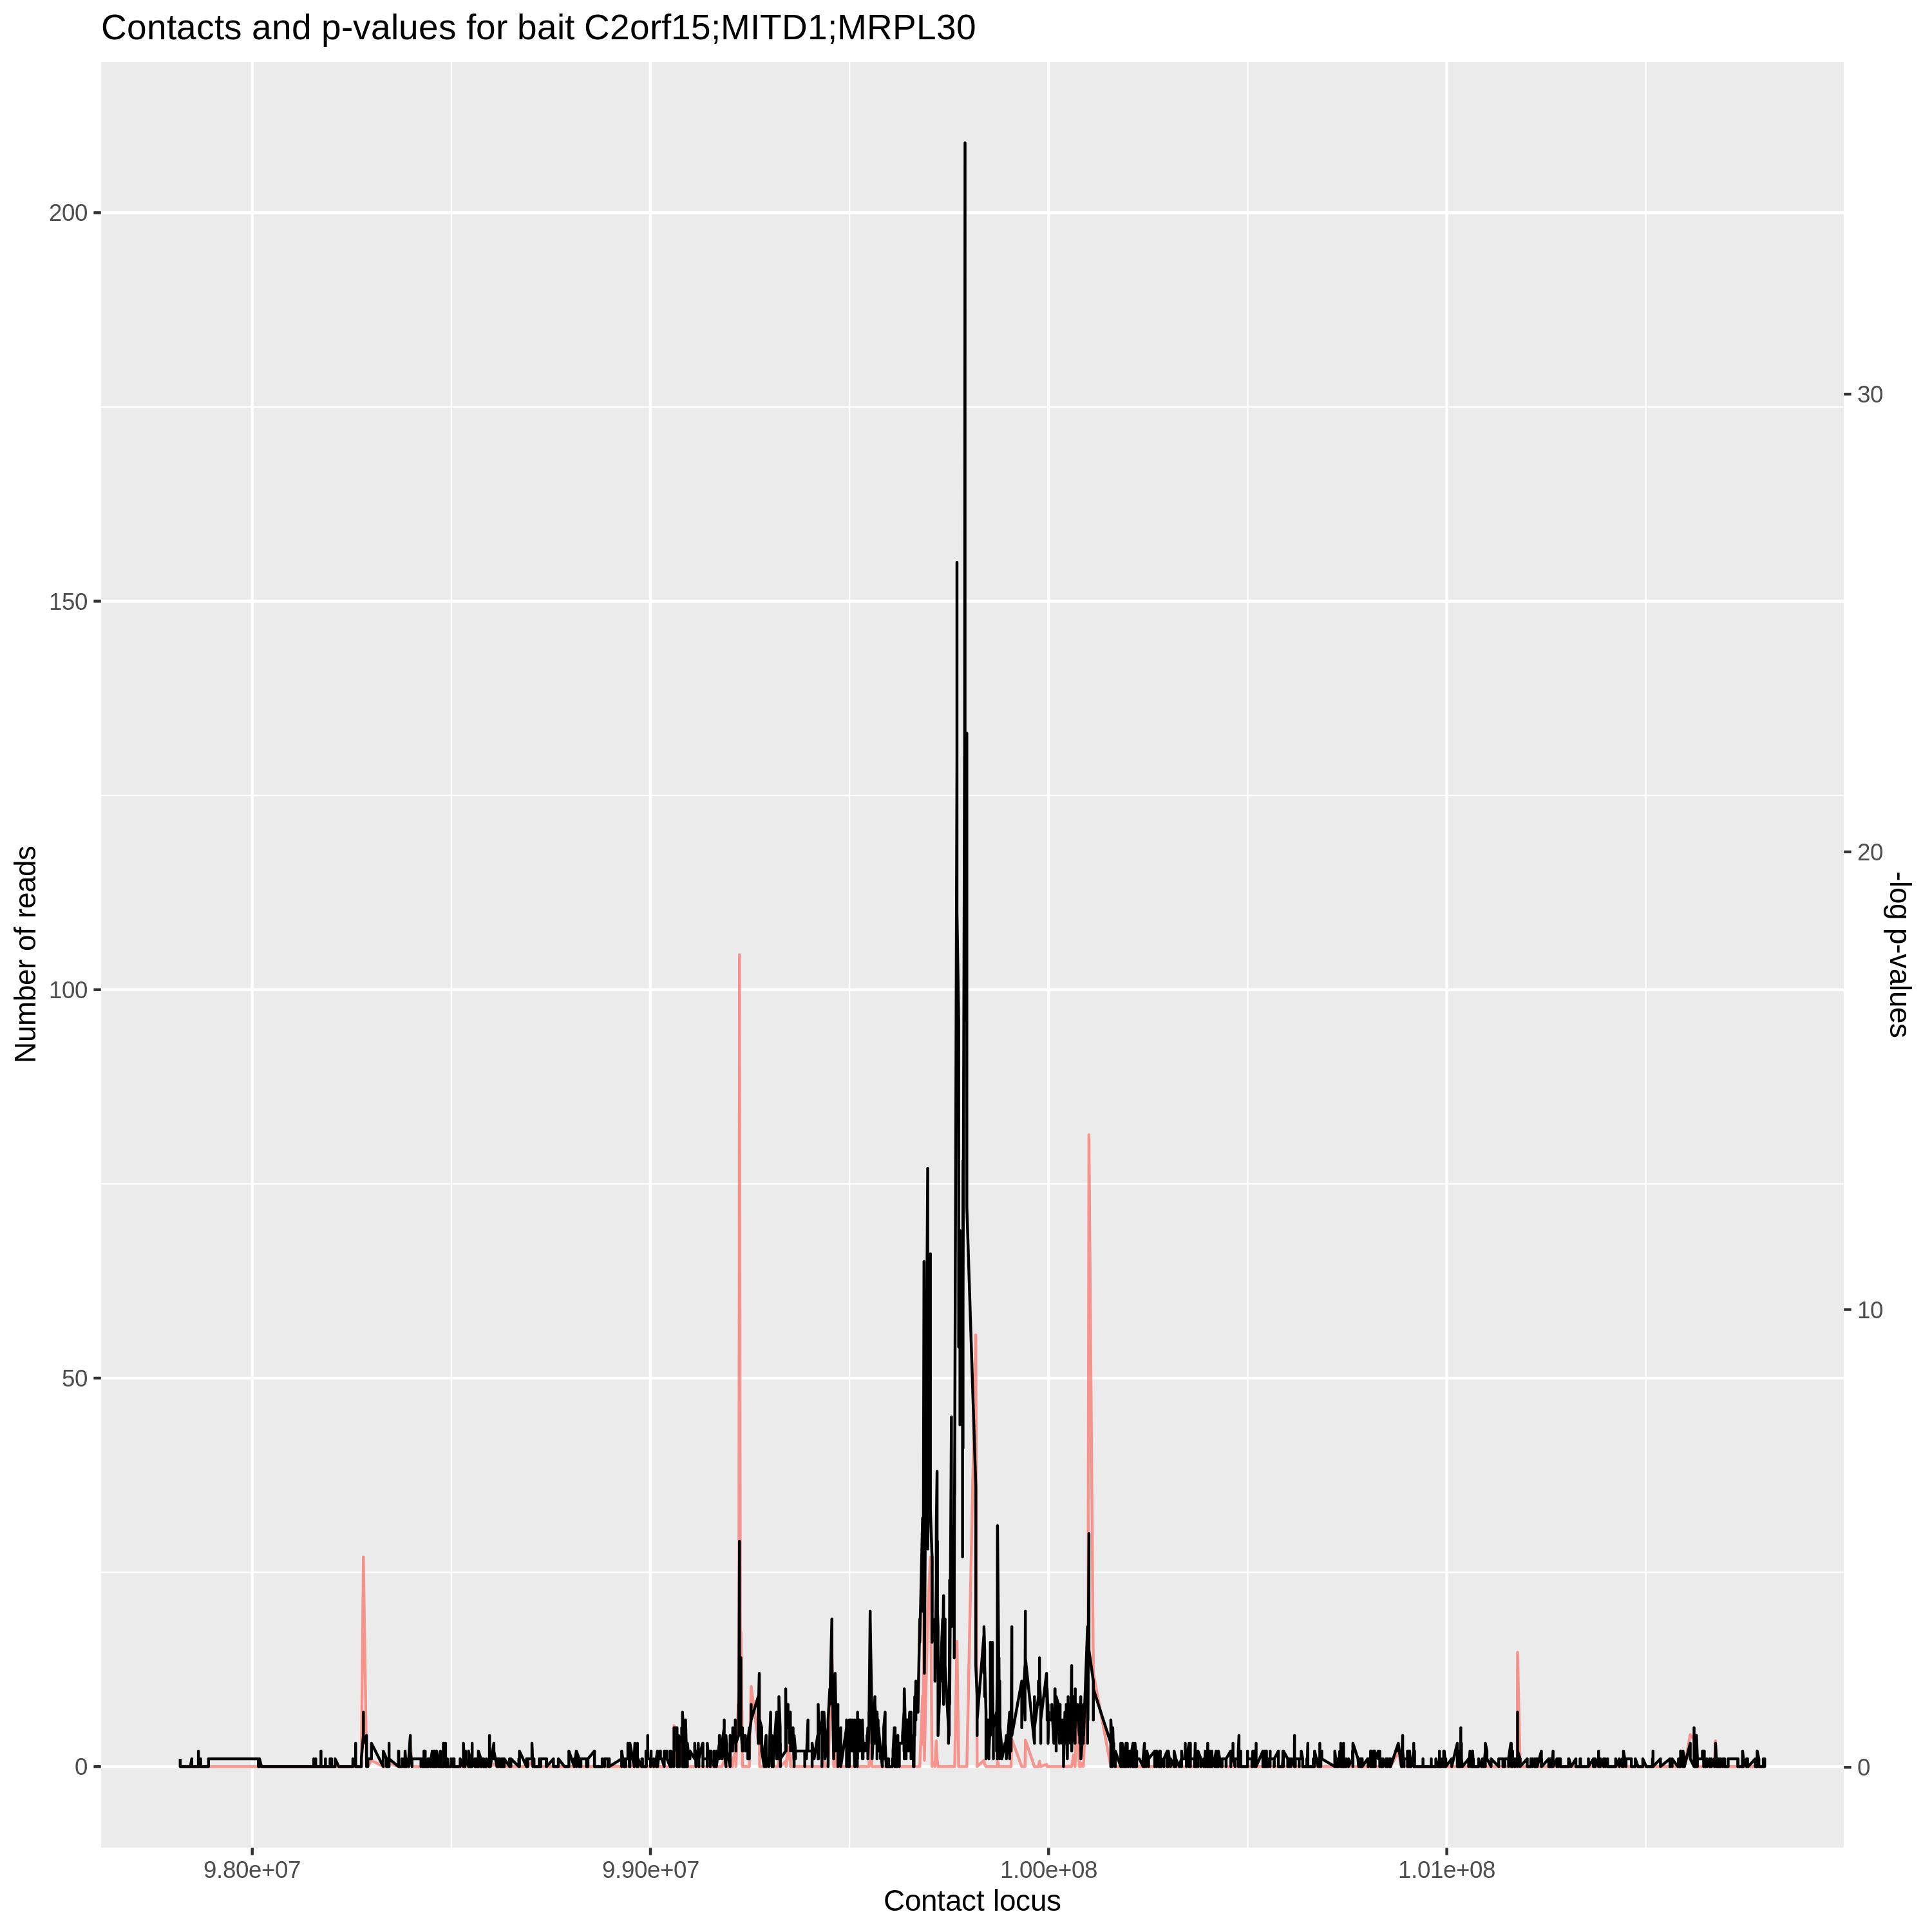 Contacts and p-values for bait C2orf15;MITD1;MRPL30
200
150
100
50
0
Number of reads
30
20
10
0
-log p-values
9.80e+07
9.90e+07
1.00e+08
1.01e+08
Contact locus